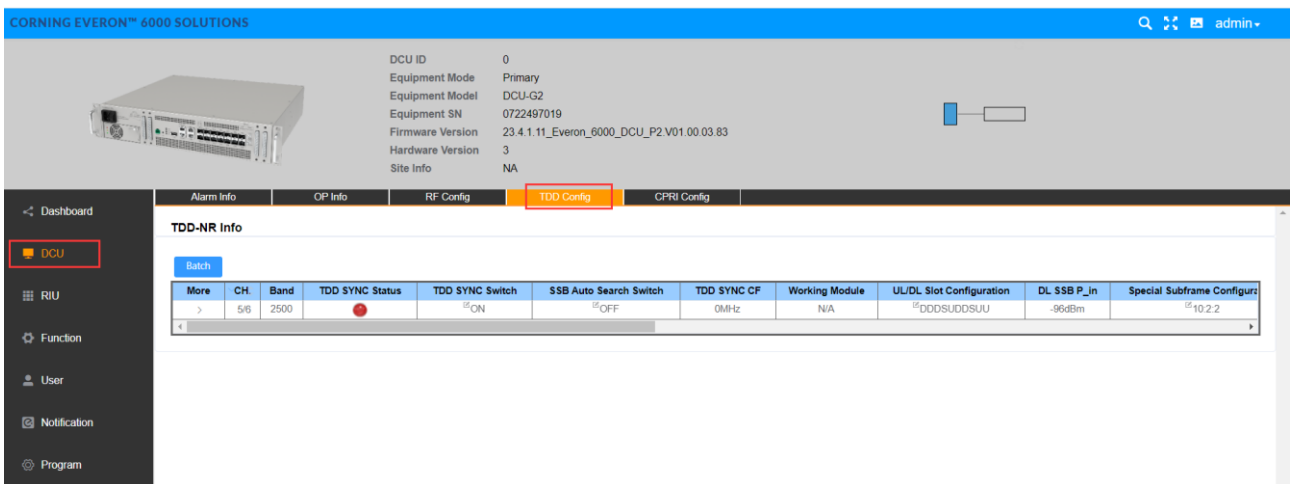 CORNING EVERON™ 6000 SOLUTIONS
admin
DCU ID 0
Equipment Mode Primary
Equipment Model DCU-G2
Equipment SN 0722497019
Firmware Version 23.4.1.11_Everon_6000_DCU_P2.V01.00.03.83
Hardware Version 3
Site Info NA
Alarm Info OP Info RF Config TDD Config CPRI Config
Dashboard
DCU
RIU
Function
User
Notification
Program
TDD-NR Info
Batch
More CH. Band TDD SYNC Status TDD SYNC Switch SSB Auto Search Switch TDD SYNC CF Working Module UL/DL Slot Configuration DL SSB P_in Special Subframe Configura
5/6 2500 ON OFF 0MHz N/A DDDSUDDSUU -96dBm 10:2:2